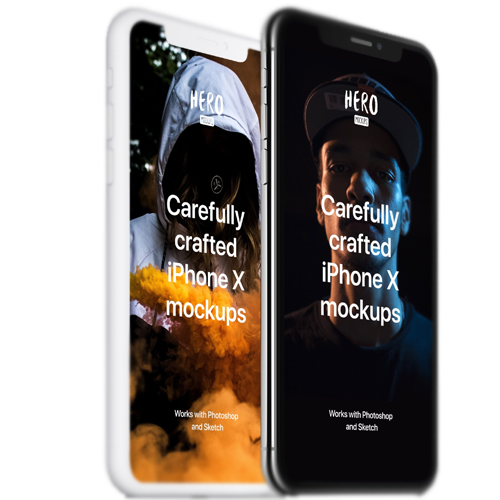 HERO
MOCKUPS
Carefully
crafted
iPhone X
mockups
Works with Photoshop
and Sketch
HERO
MOCKUPS
Carefully
crafted
iPhone X
mockups
Works with Photoshop
and Sketch